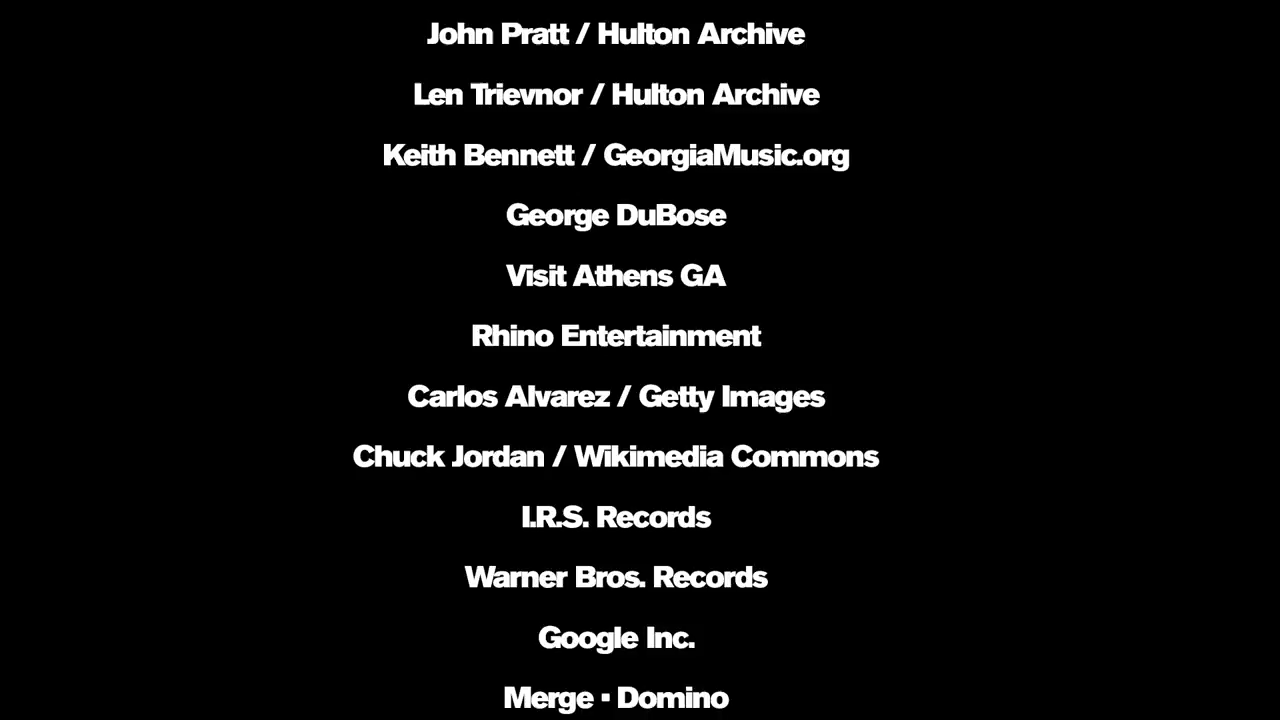 John Pratt / Hulton Archive
Len Trievnor / Hulton Archive
Keith Bennett / GeorgiaMusic.org
George DuBose
Visit Athens GA
Rhino Entertainment
Carlos Alvarez / Getty Images
Chuck Jordan / Wikimedia Commons
I.R.S. Records
Warner Bros. Records
Google Inc.
Merge ▪ Domino